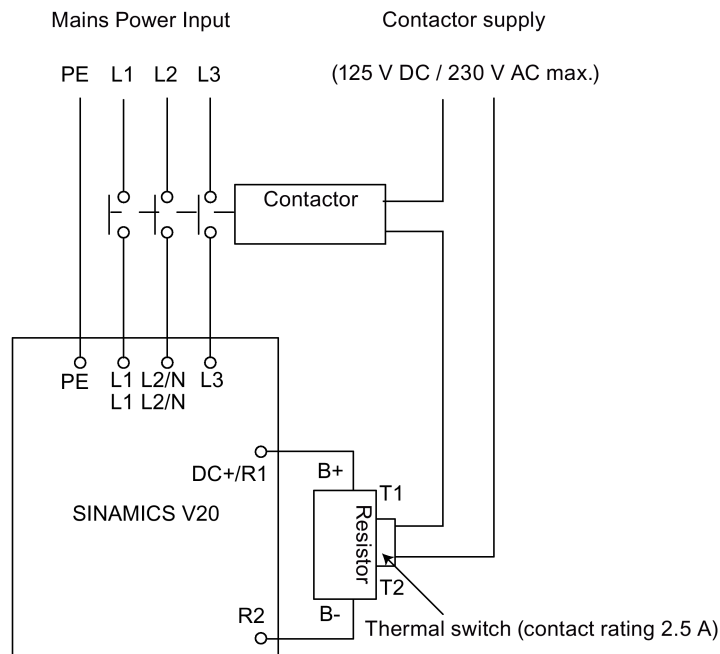 Mains Power Input
Contactor supply
PE L1 L2 L3
(125 V DC / 230 V AC max.)
Contactor
PE L1 L2/N L3
L1 L2/N
DC+/R1
B+
T1
SINAMICS V20
Resistor
T2
R2
B-
Thermal switch (contact rating 2.5 A)